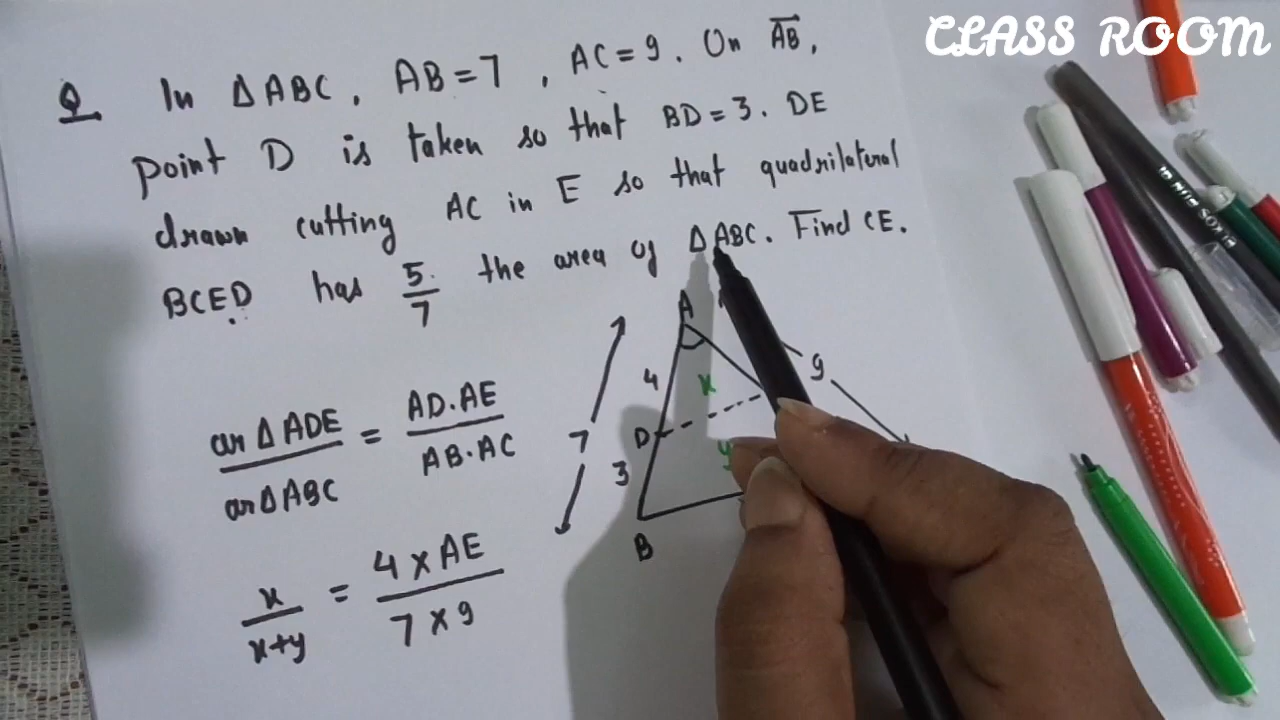 CLASS ROOM
Q In ΔABC, AB = 7, AC = 9. On AB,
point D is taken so that BD = 3. DE
drawn cutting AC in E so that quadrilateral
BCED has 5/7 the area of ΔABC. Find CE.
ar ΔADE / ar ΔABC = AD.AE / AB.AC
x / x+y = 4 × AE / 7 × 9
A
4
x
9
7
D
3
y
B